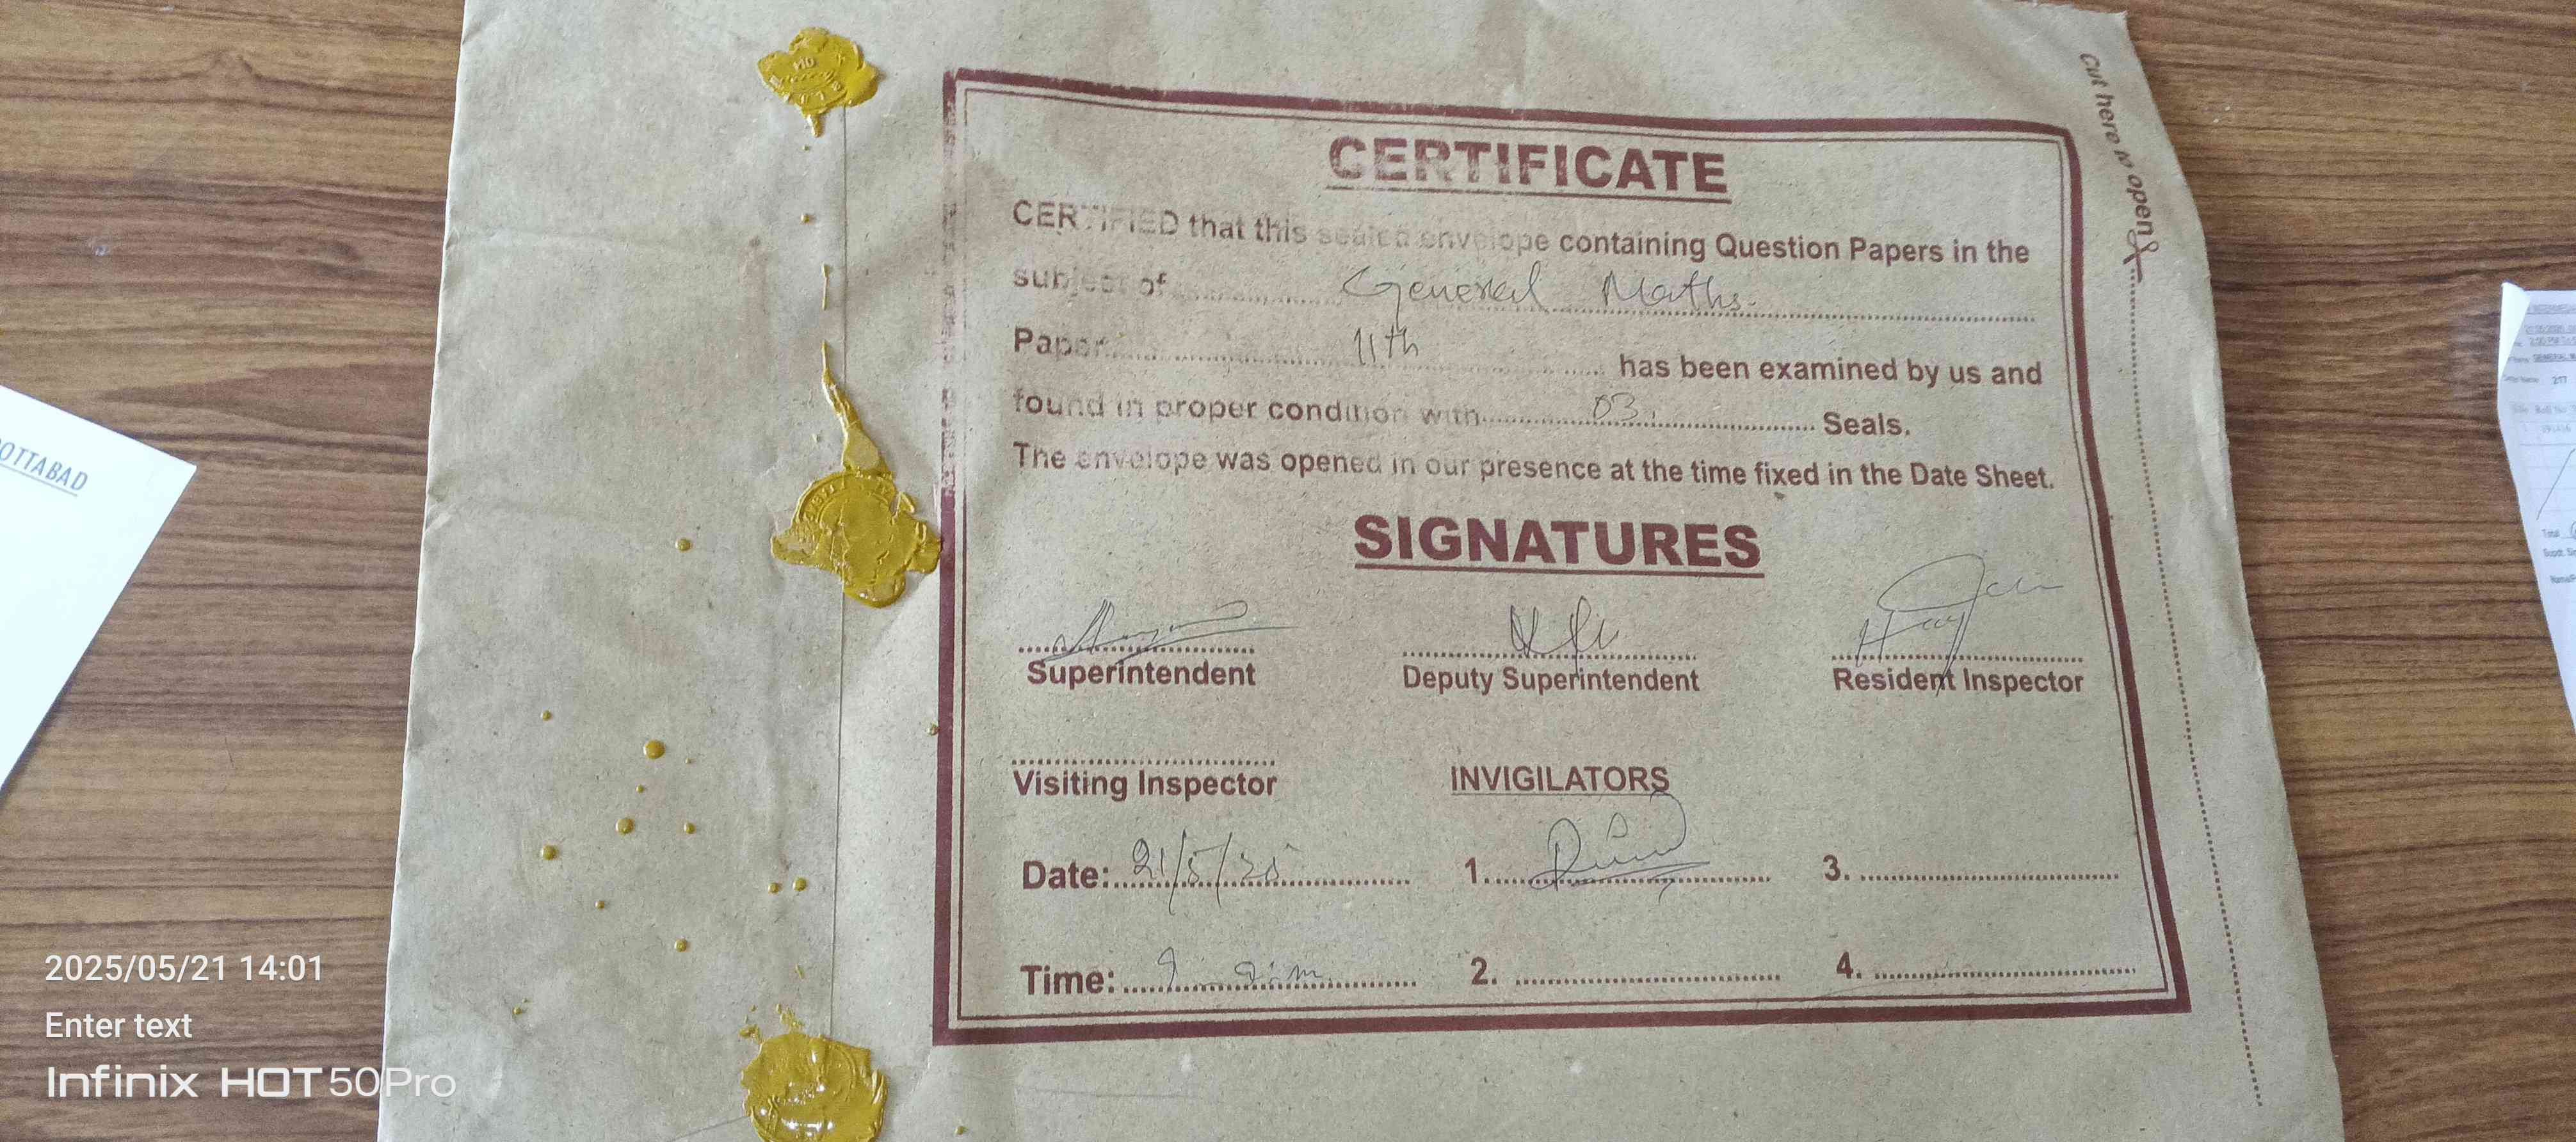 CERTIFICATE
CERTIFIED that this sealed envelope containing Question Papers in the
subject of General Maths.
Paper 11th has been examined by us and
found in proper condition with 03. Seals.
The envelope was opened in our presence at the time fixed in the Date Sheet.
SIGNATURES
Superintendent Deputy Superintendent Resident Inspector
Visiting Inspector INVIGILATORS
Date: 21/5/25 1. 3.
Time: 9 a.m 2. 4.
Cut here to open
OTTABAD
2025/05/21 14:01
Enter text
Infinix HOT 50 Pro